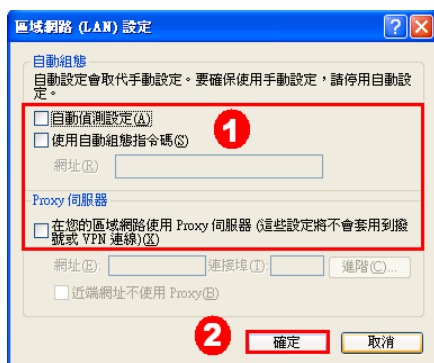 區域網路 (LAN) 設定
自動組態
自動設定會取代手動設定。要確保使用手動設定，請停用自動設
定。
自動偵測設定(A)
1
使用自動組態指令碼(S)
網址(R)
Proxy 伺服器
在您的區域網路使用 Proxy 伺服器 (這些設定將不會套用到撥
號或 VPN 連線)(X)
網址(E): 連接埠(T): 進階(C)...
近端網址不使用 Proxy(B)
2 確定 取消